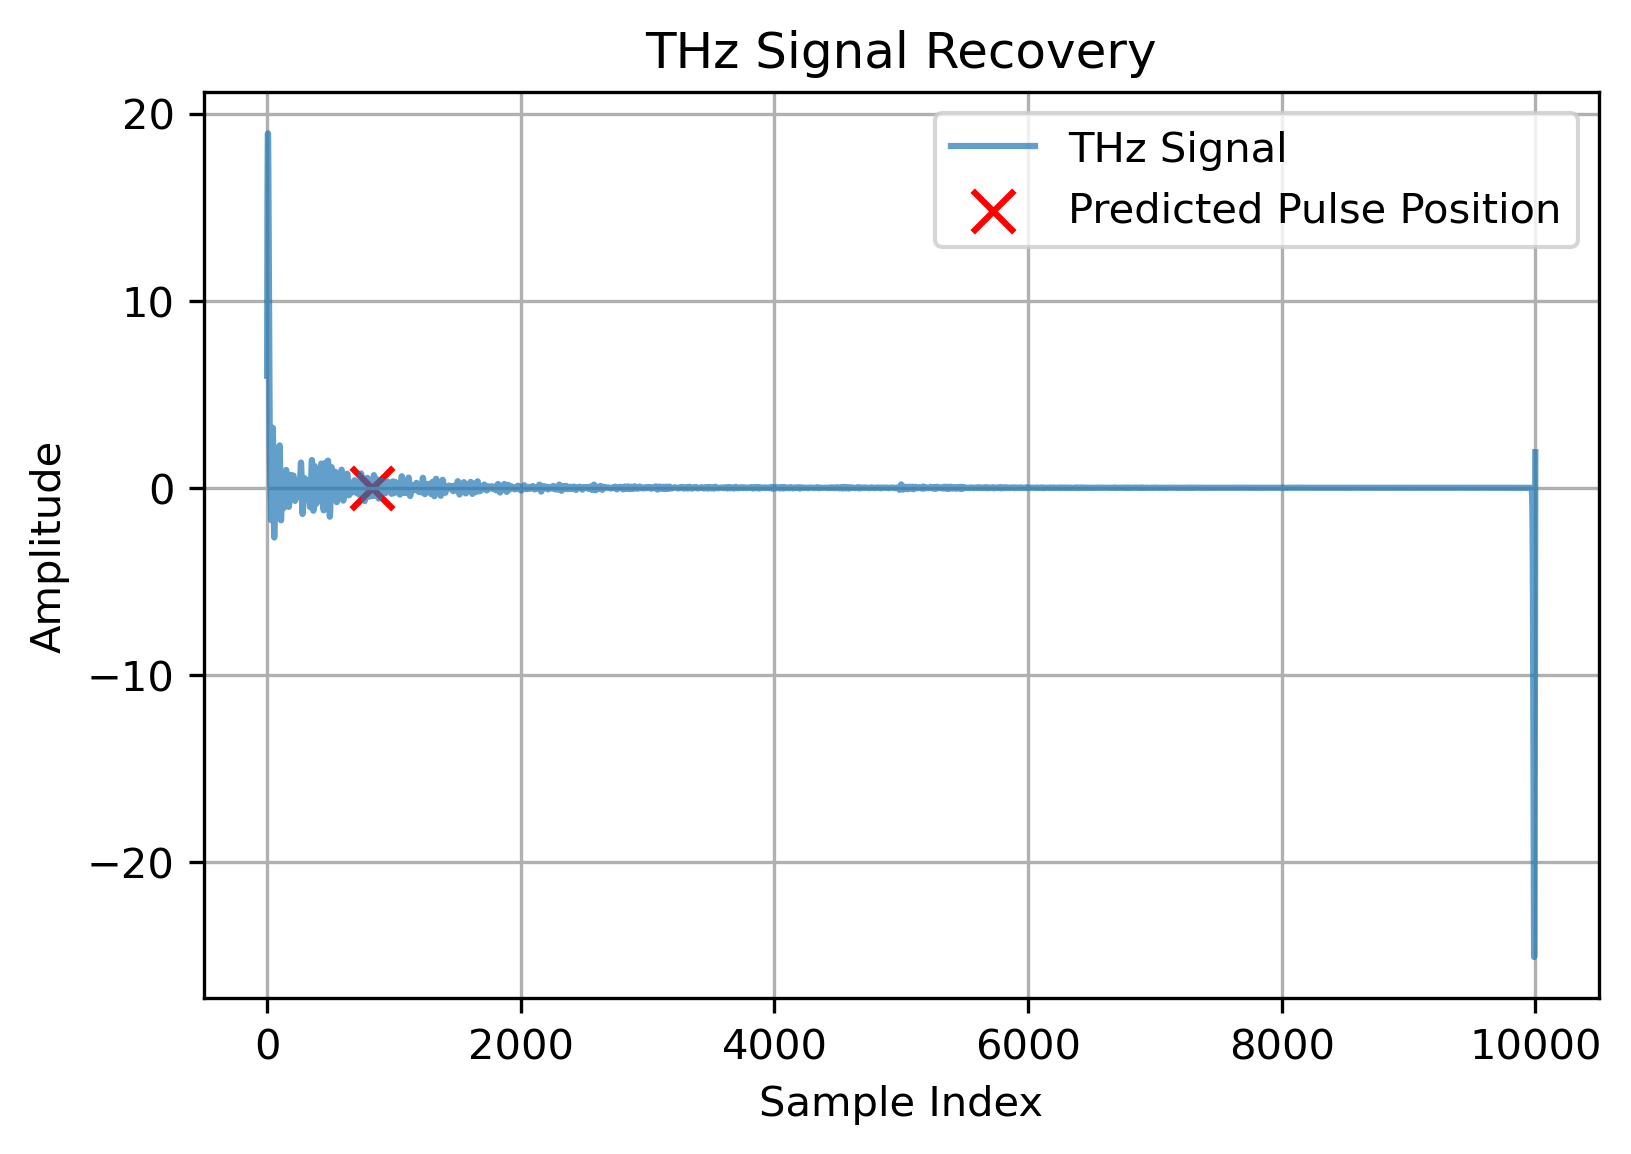 THz Signal Recovery
THz Signal
Predicted Pulse Position
20
10
0
−10
−20
Amplitude
0 2000 4000 6000 8000 10000
Sample Index